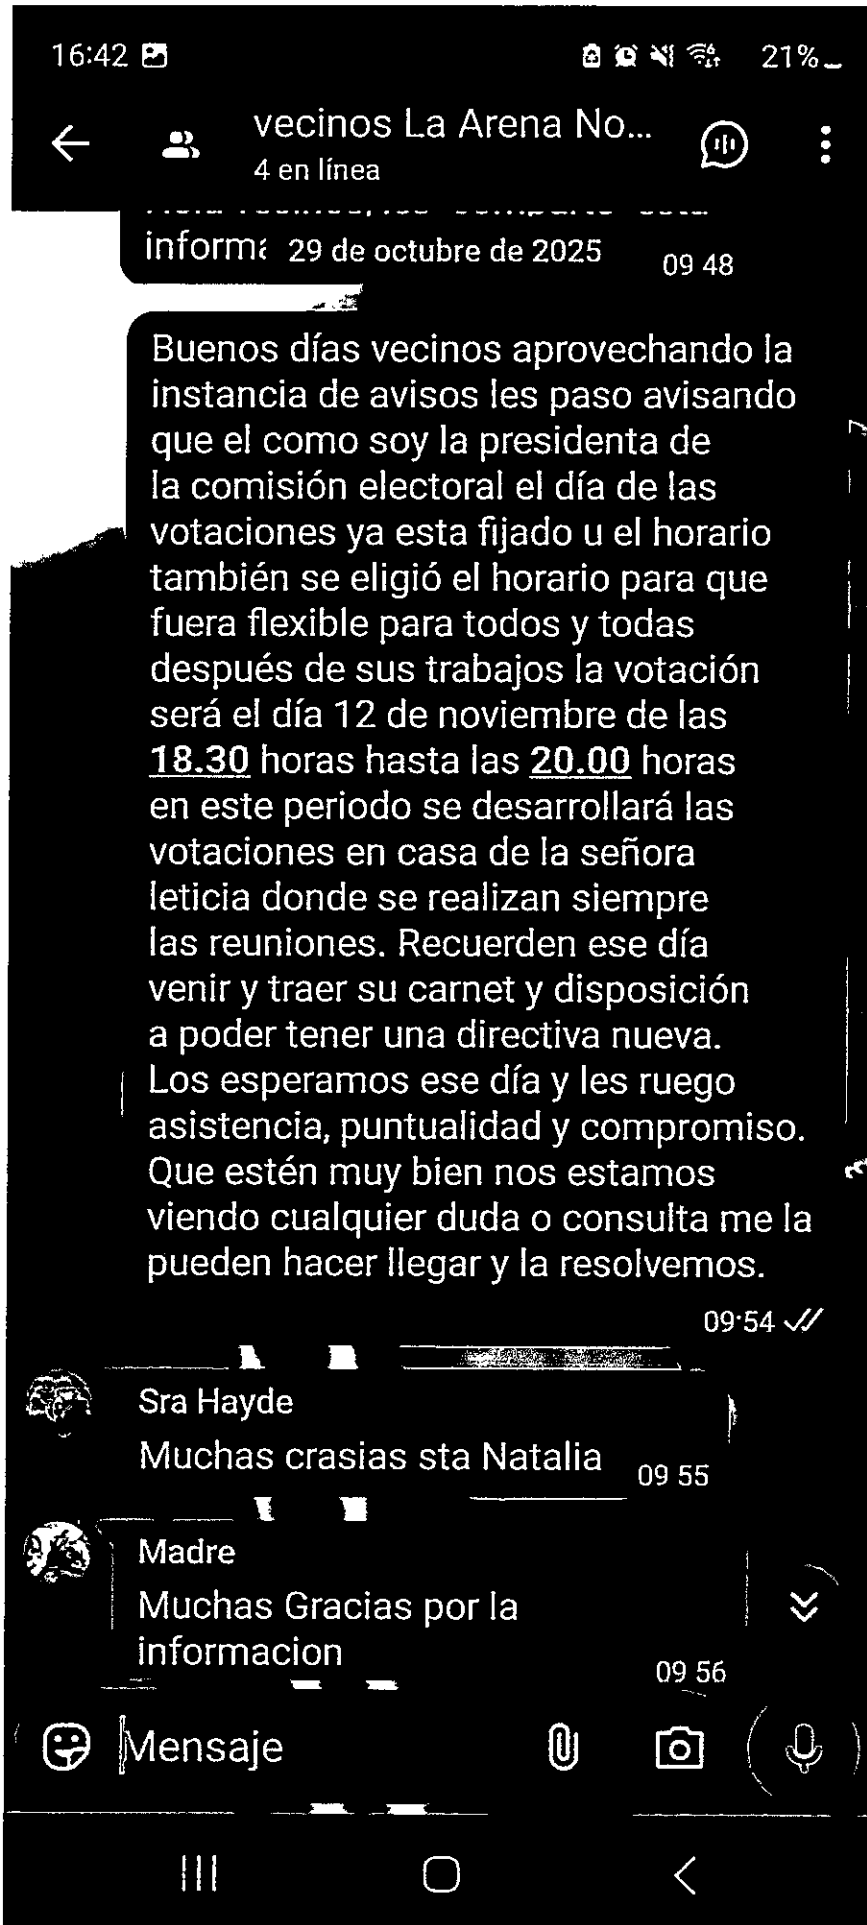 16:42 21%
vecinos La Arena No...
4 en línea
informa 29 de octubre de 2025 09 48
Buenos días vecinos aprovechando la
instancia de avisos les paso avisando
que el como soy la presidenta de
la comisión electoral el día de las
votaciones ya esta fijado u el horario
también se eligió el horario para que
fuera flexible para todos y todas
después de sus trabajos la votación
será el día 12 de noviembre de las
18.30 horas hasta las 20.00 horas
en este periodo se desarrollará las
votaciones en casa de la señora
leticia donde se realizan siempre
las reuniones. Recuerden ese día
venir y traer su carnet y disposición
a poder tener una directiva nueva.
Los esperamos ese día y les ruego
asistencia, puntualidad y compromiso.
Que estén muy bien nos estamos
viendo cualquier duda o consulta me la
pueden hacer llegar y la resolvemos.
09:54
Sra Hayde
Muchas crasias sta Natalia 09 55
Madre
Muchas Gracias por la
informacion 09 56
Mensaje